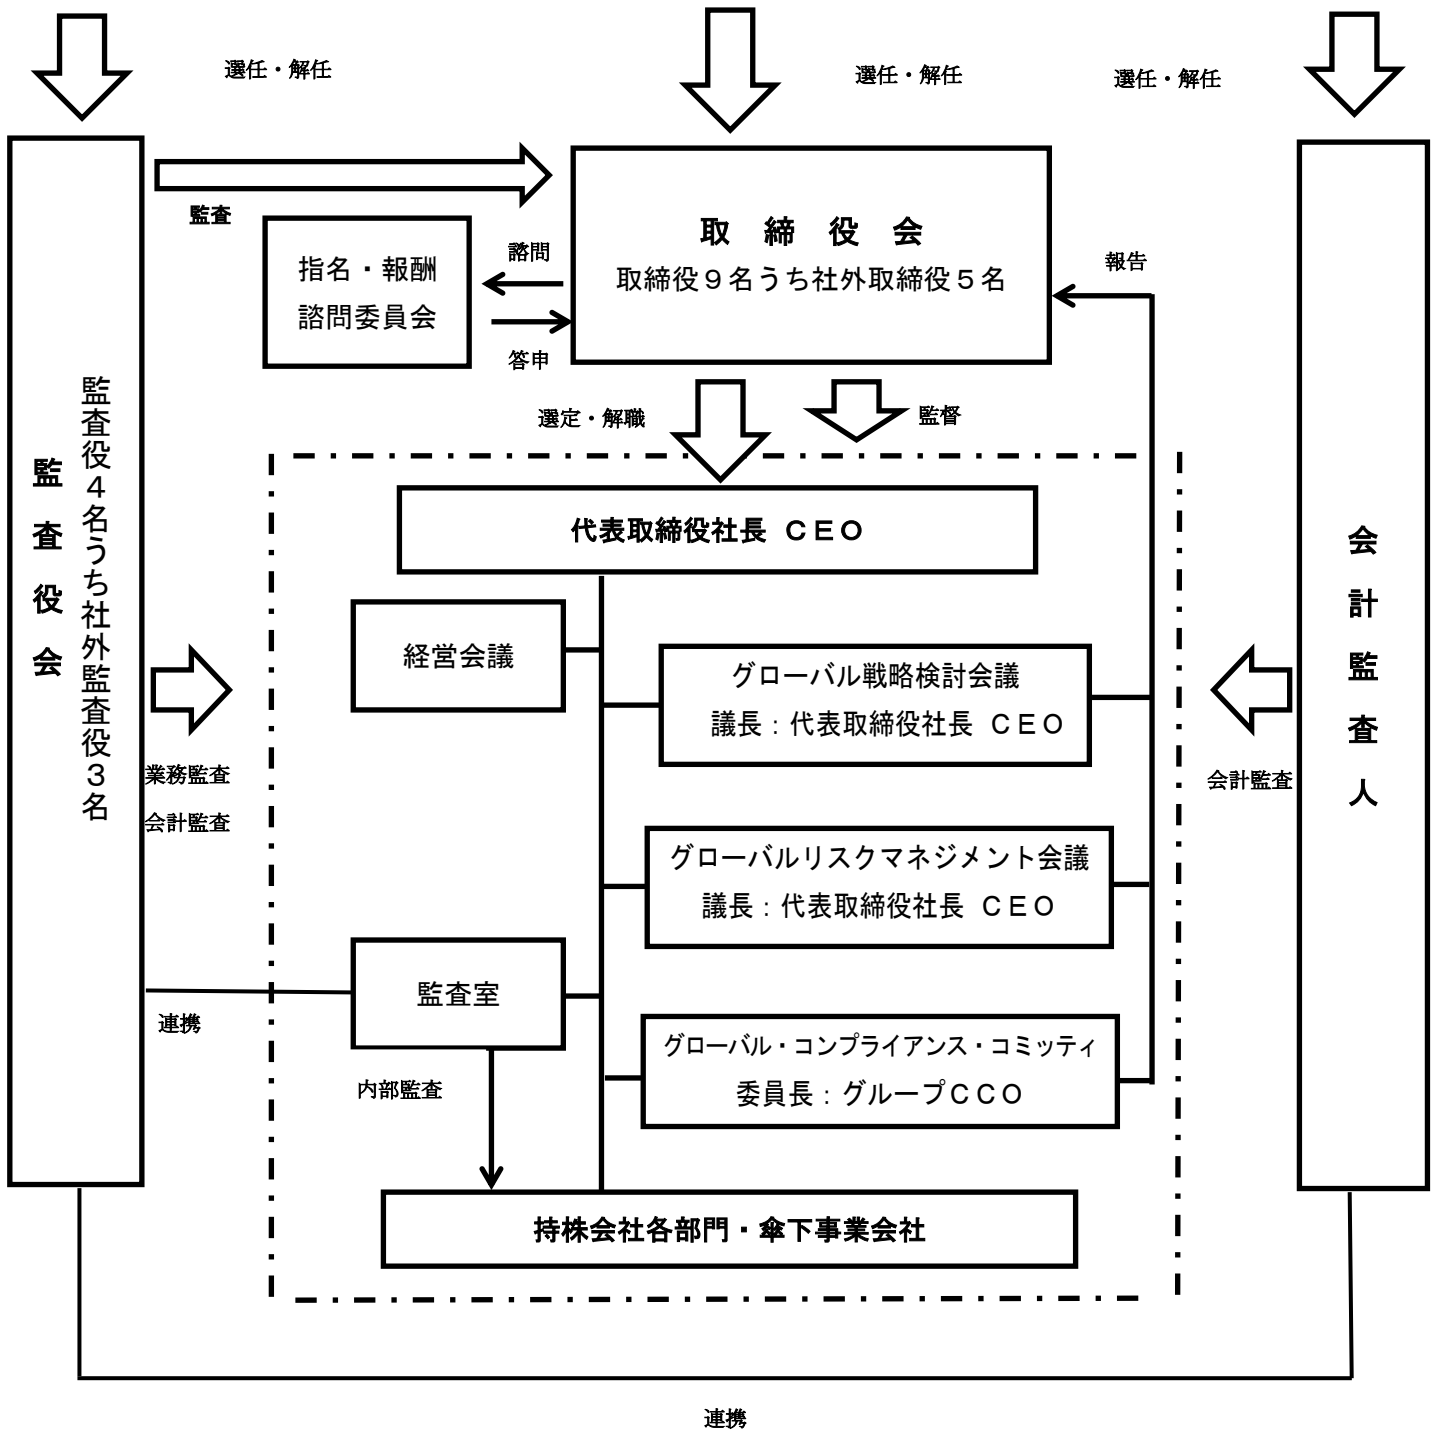 選任・解任
選任・解任
選任・解任
監査
取締役会
取締役９名うち社外取締役５名
指名・報酬
諮問委員会
諮問
答申
報告
選定・解職
監督
監査役会
監査役４名うち社外監査役３名
代表取締役社長 ＣＥＯ
会計監査人
経営会議
グローバル戦略検討会議
議長：代表取締役社長 ＣＥＯ
業務監査
会計監査
会計監査
グローバルリスクマネジメント会議
議長：代表取締役社長 ＣＥＯ
監査室
連携
グローバル・コンプライアンス・コミッティ
委員長：グループＣＣＯ
内部監査
持株会社各部門・傘下事業会社
連携